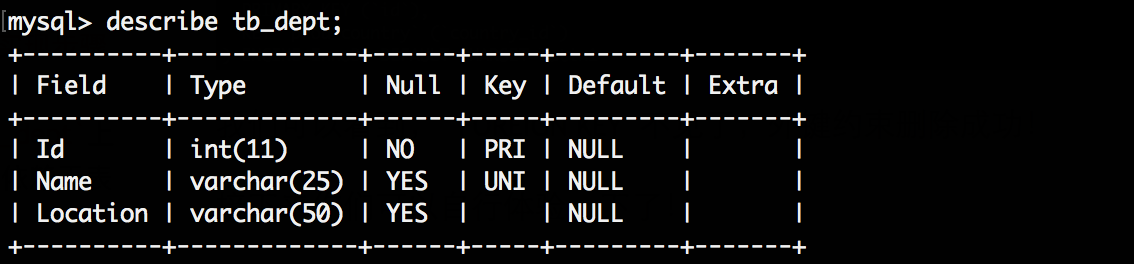 mysql> describe tb_dept;
+----------+-------------+------+-----+---------+-------+
| Field    | Type        | Null | Key | Default | Extra |
+----------+-------------+------+-----+---------+-------+
| Id       | int(11)     | NO   | PRI | NULL    |       |
| Name     | varchar(25) | YES  | UNI | NULL    |       |
| Location | varchar(50) | YES  |     | NULL    |       |
+----------+-------------+------+-----+---------+-------+